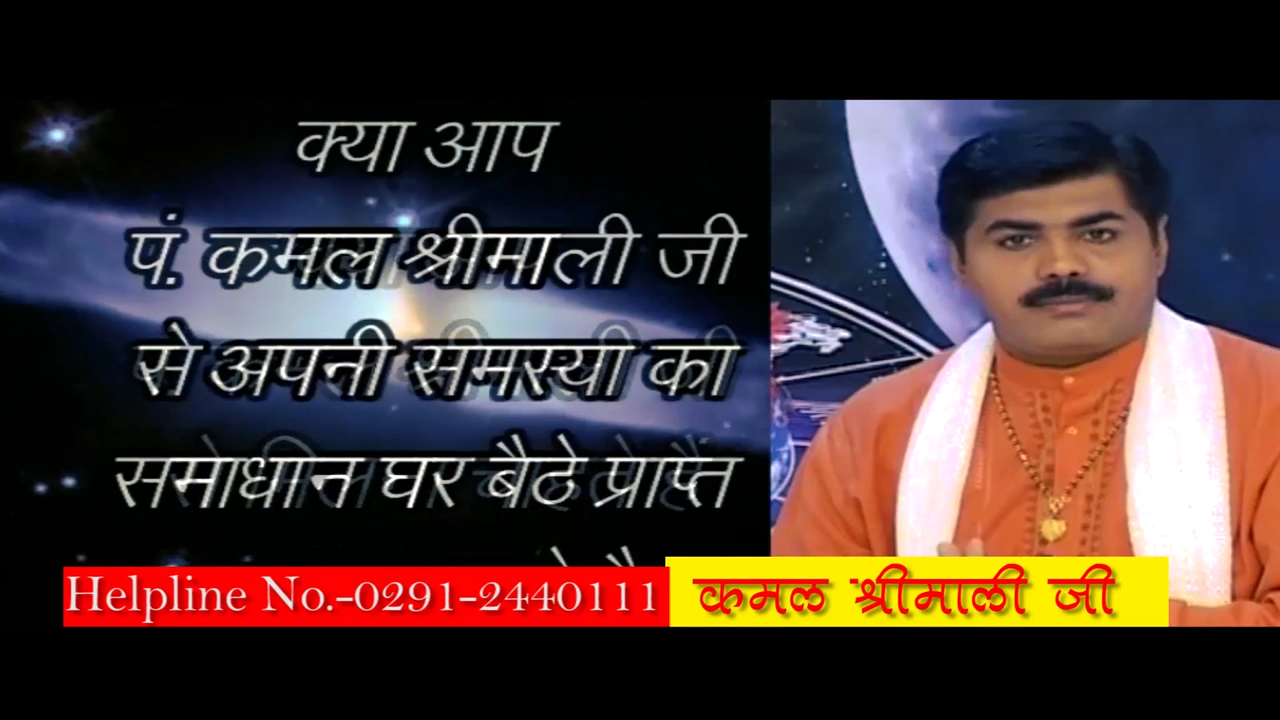 क्या आप
पं. कमल श्रीमाली जी
से अपनी समस्यी का
समाधान घर बैठे प्राप्त
Helpline No.-0291-2440111
कमल श्रीमाली जी